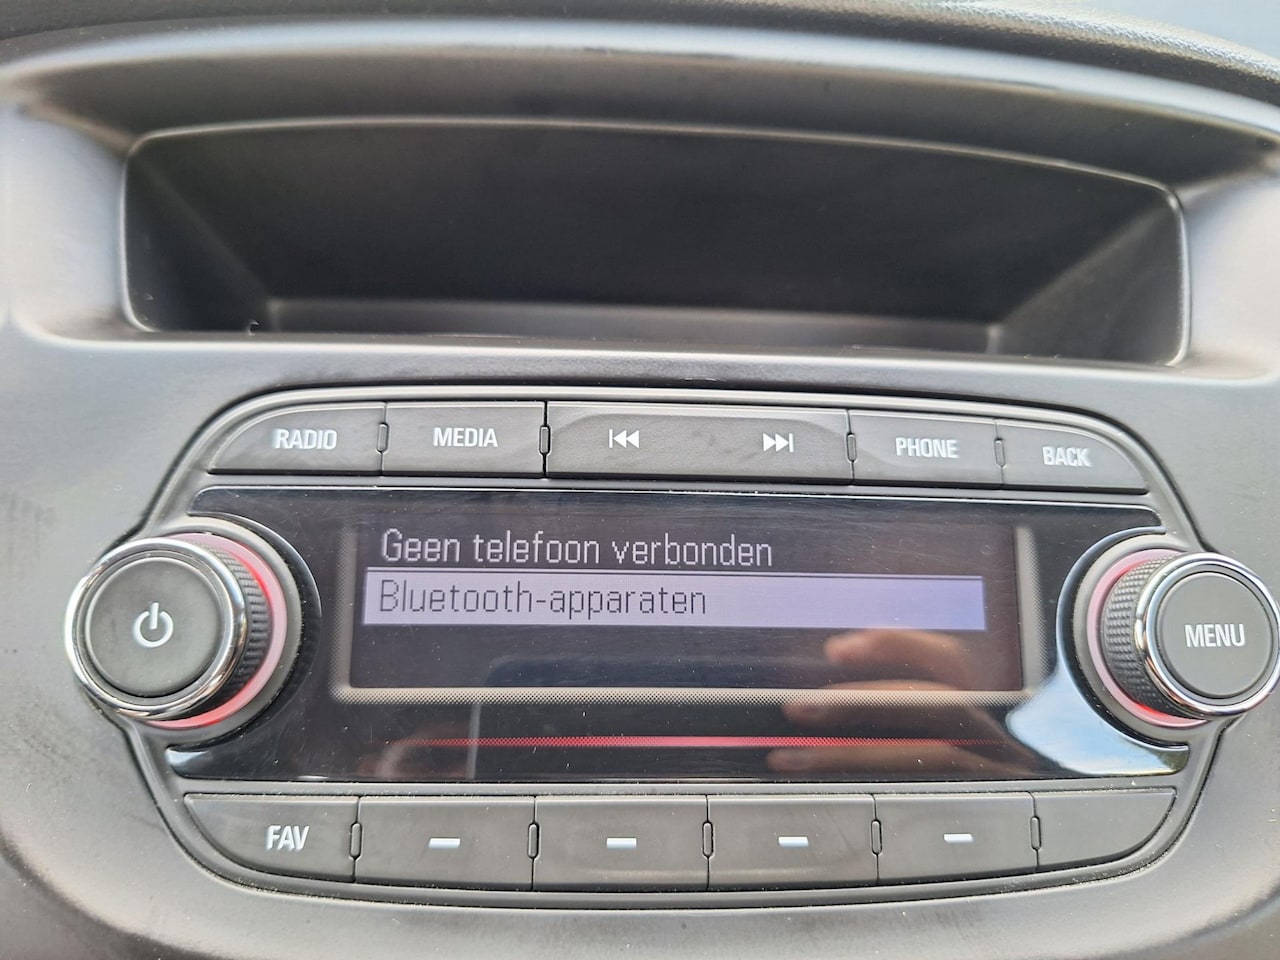 RADIO MEDIA PHONE BACK
Geen telefoon verbonden
Bluetooth-apparaten
MENU
FAV